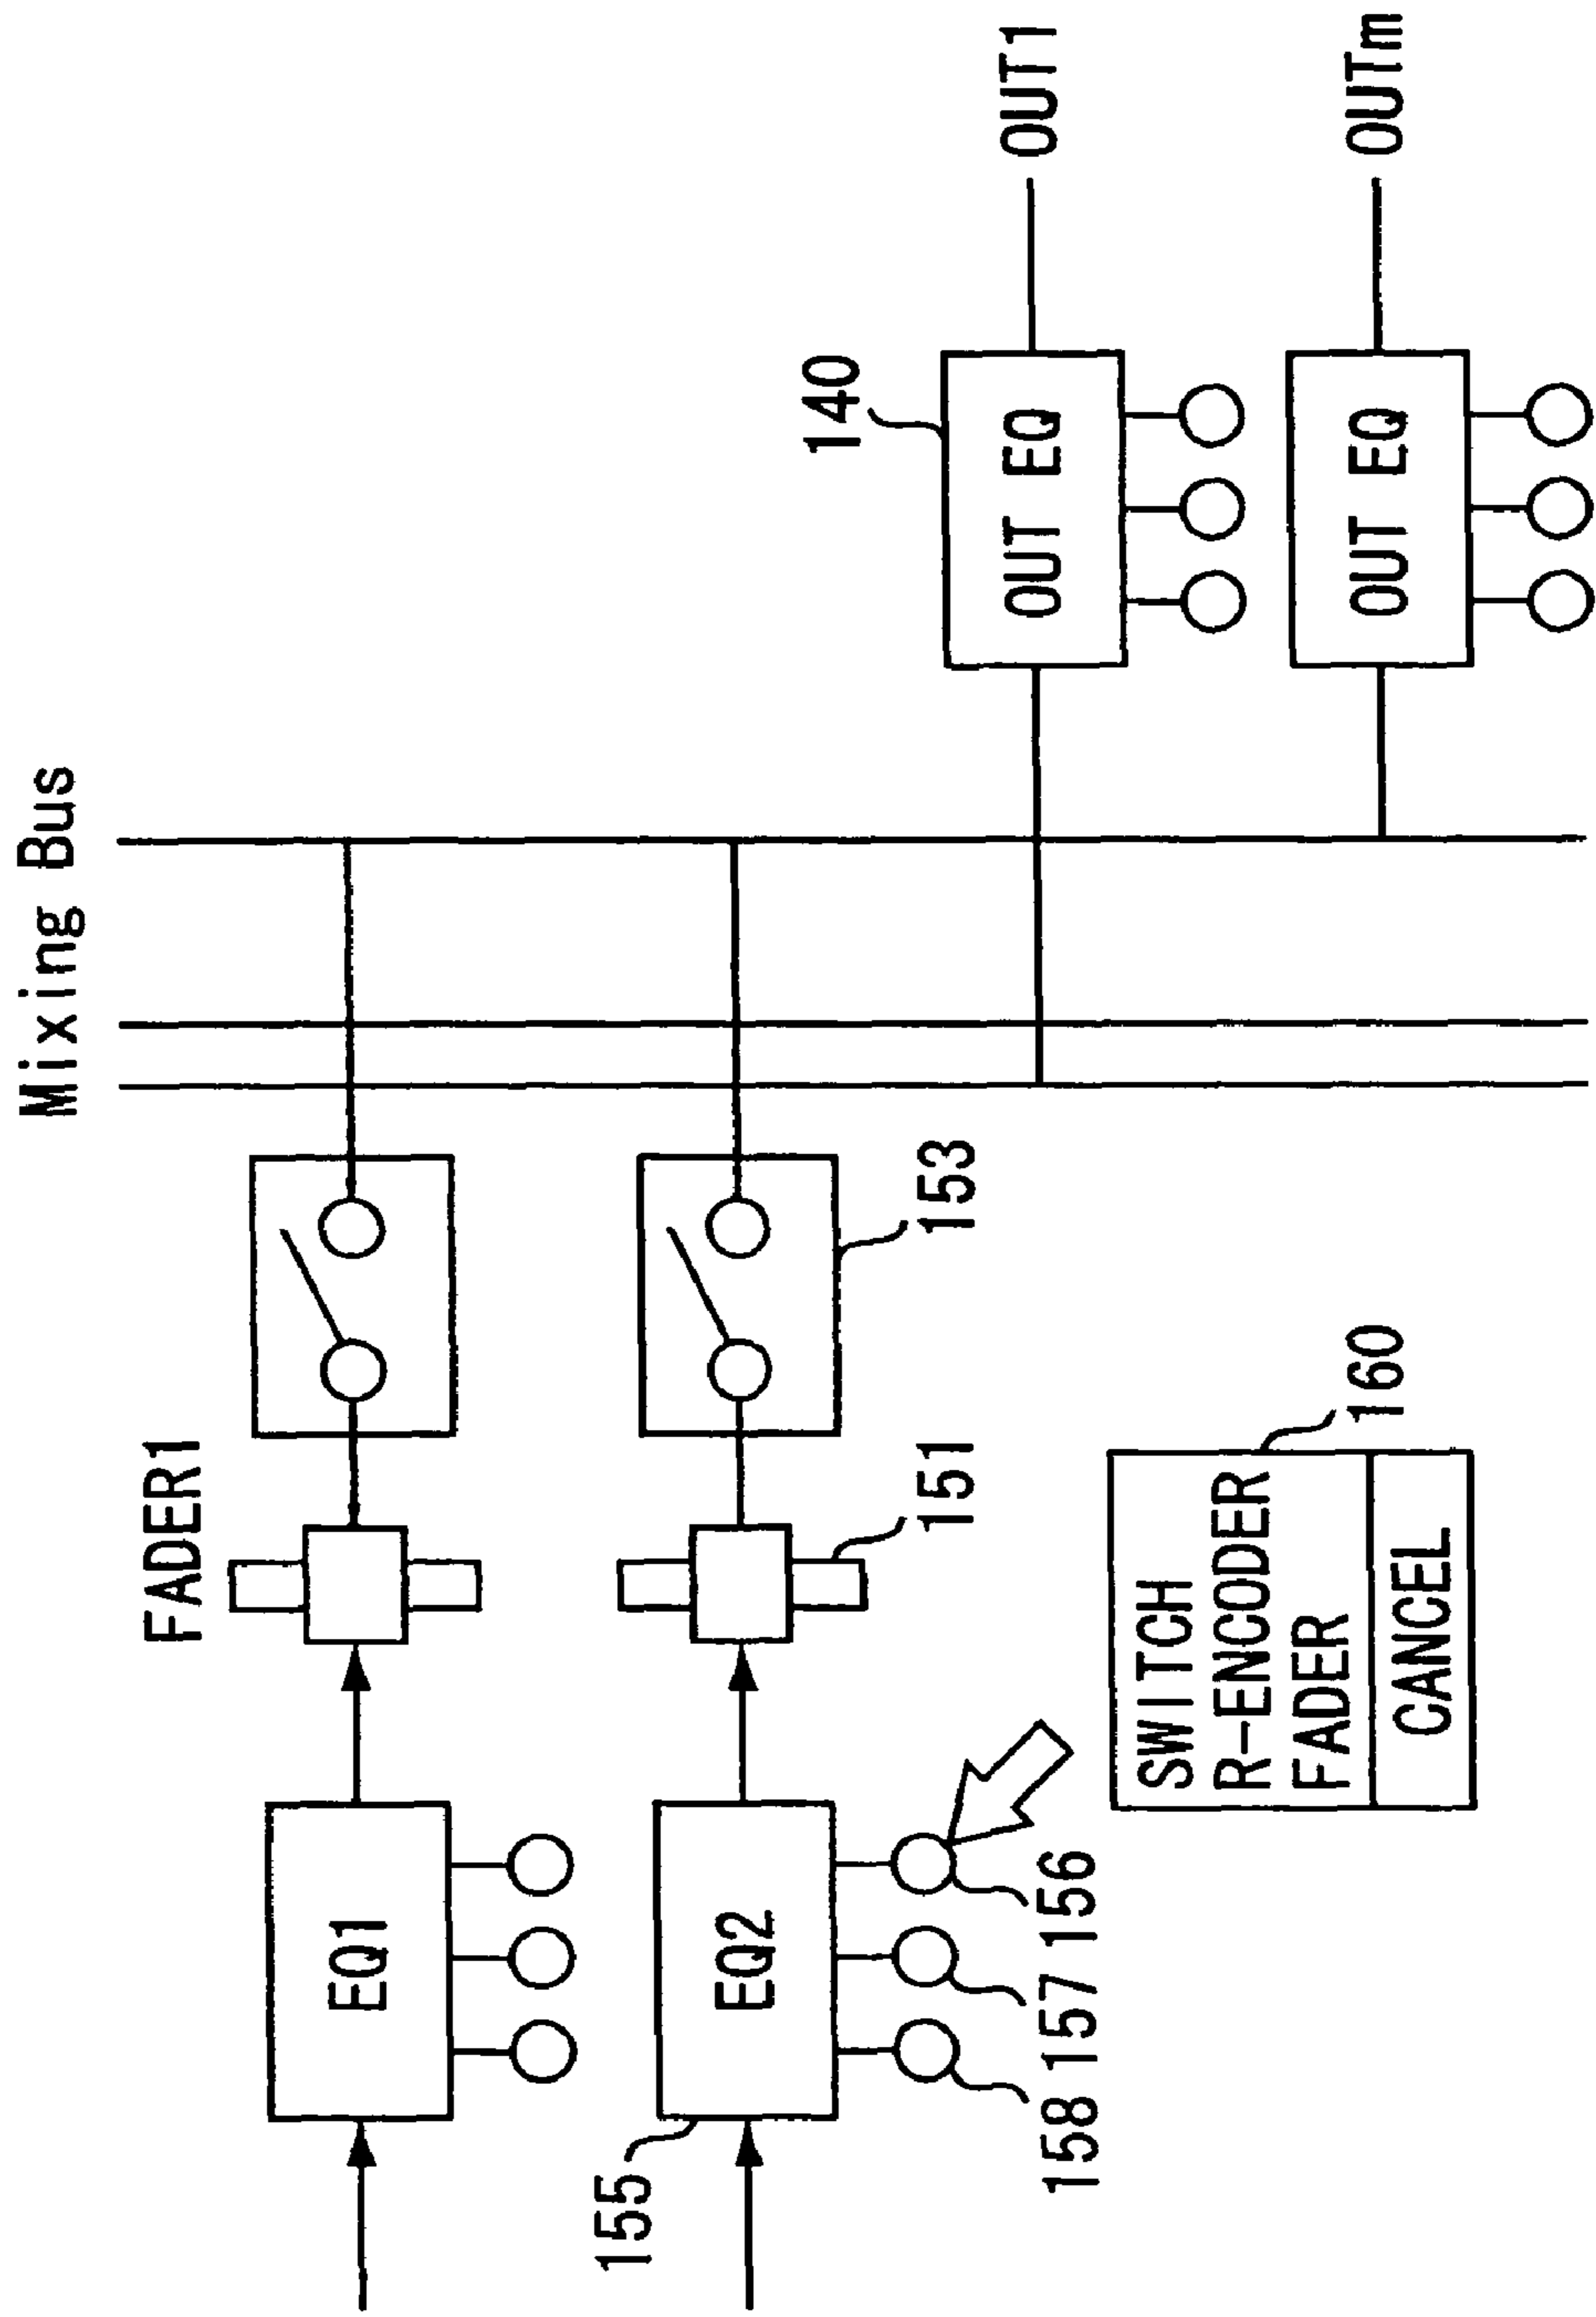 Mixing Bus
FADER1
EQ1
140
OUT EQ
OUT1
155
EQ2
151
153
158
157
156
OUT EQ
OUTm
160
SWITCH
R-ENCODER
FADER
CANCEL